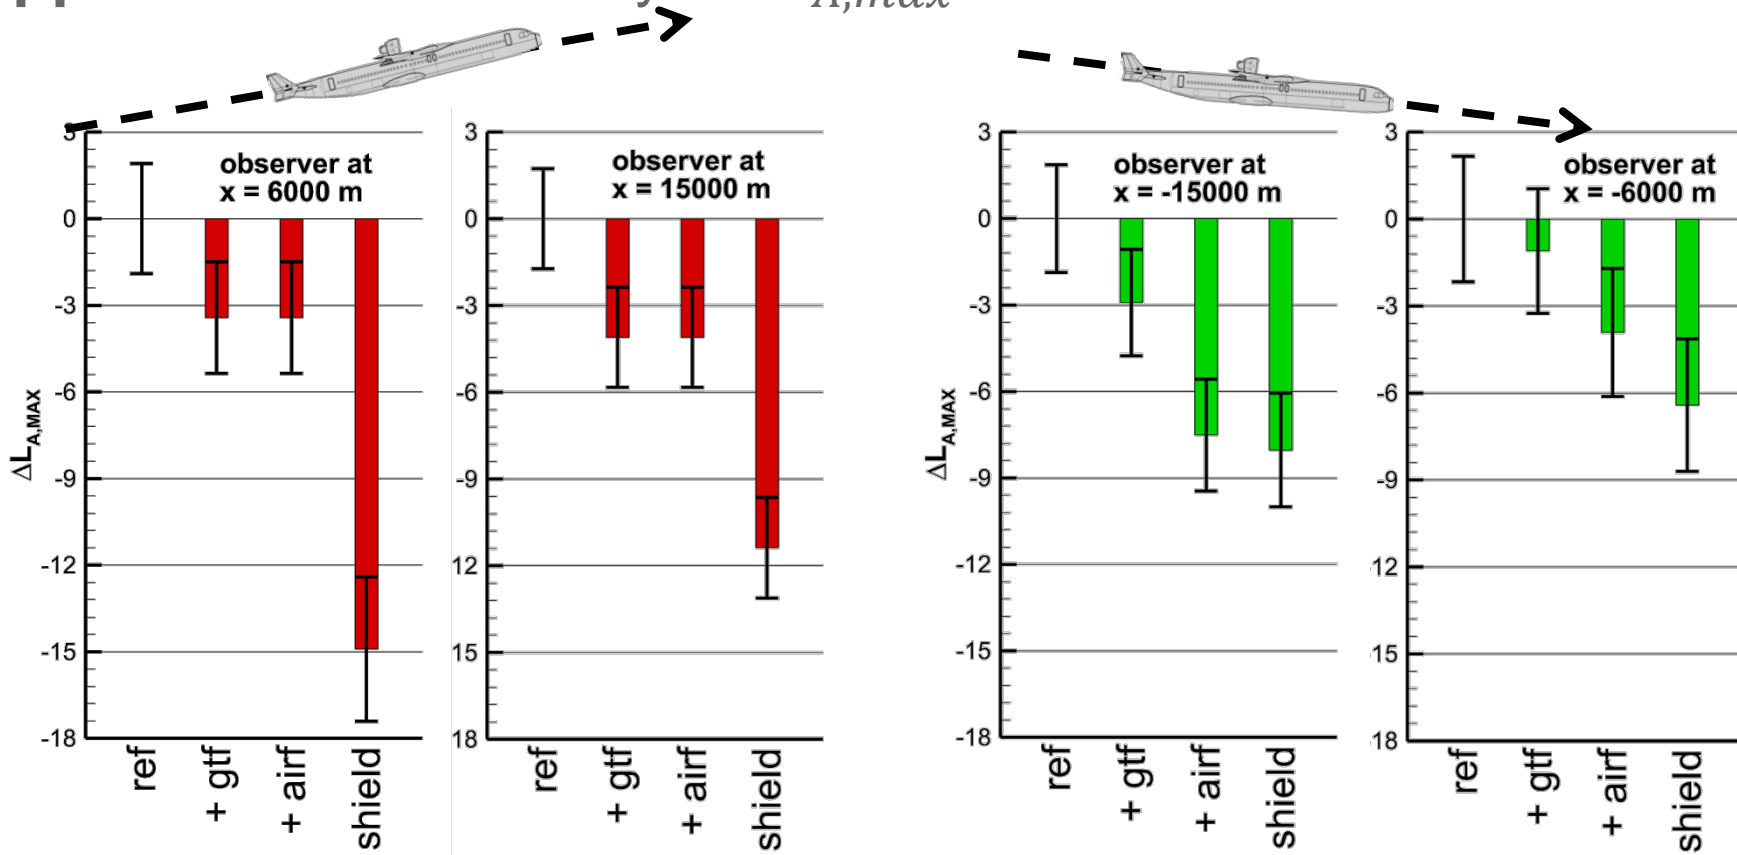 A,max
3
0
-3
-6
-9
-12
-15
-18
ΔL_A,MAX
observer at
x = 6000 m
ref
+ gtf
+ airf
shield
3
0
-3
-6
-9
12
15
18
observer at
x = 15000 m
ref
+ gtf
+ airf
shield
3
0
-3
-6
-9
-12
-15
-18
ΔL_A,MAX
observer at
x = -15000 m
ref
+ gtf
+ airf
shield
3
0
-3
-6
-9
12
15
18
observer at
x = -6000 m
ref
+ gtf
+ airf
shield